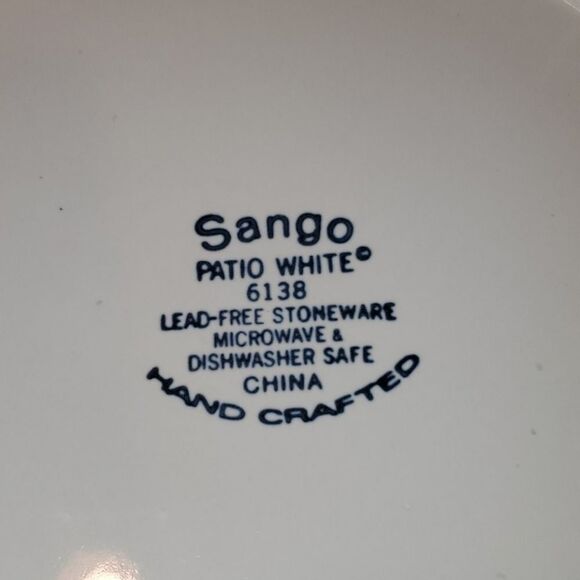 Sango
PATIO WHITE©
6138
LEAD-FREE STONEWARE
MICROWAVE &
DISHWASHER SAFE
CHINA
HAND CRAFTED